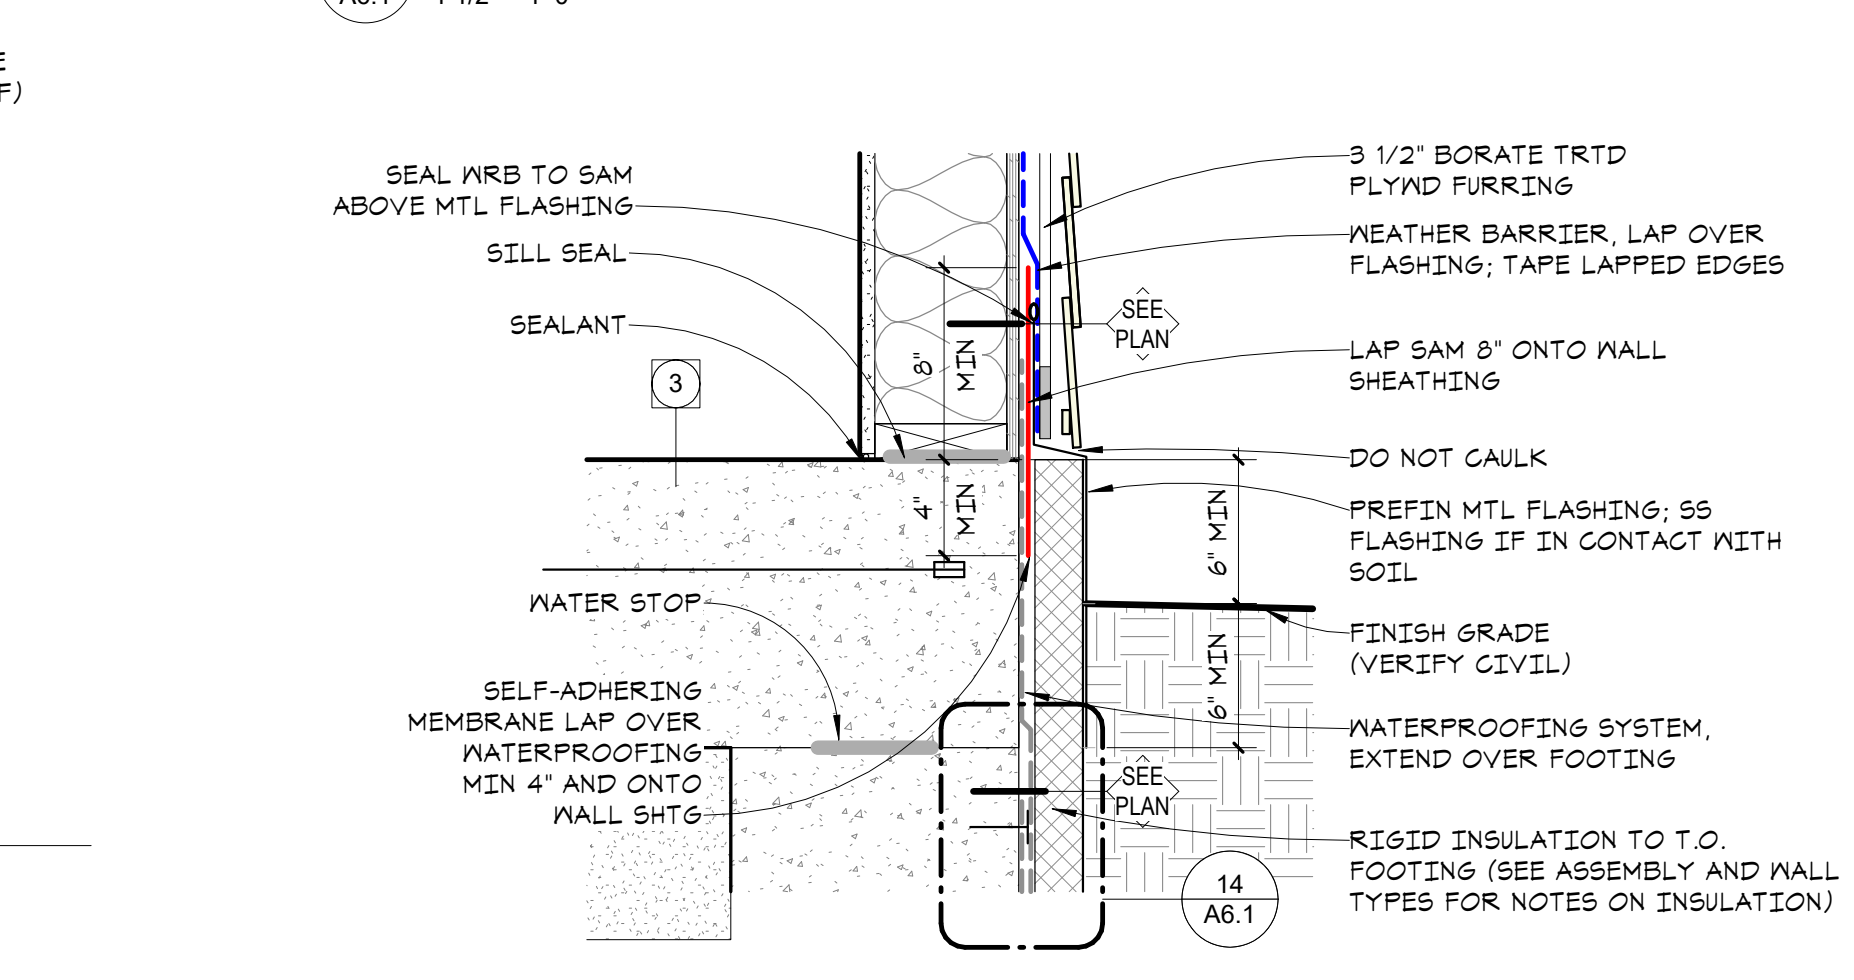 SEAL WRB TO SAM
ABOVE MTL FLASHING
SILL SEAL
SEALANT
3
8"
MIN
4"
MIN
WATER STOP
SELF-ADHERING
MEMBRANE LAP OVER
WATERPROOFING
MIN 4" AND ONTO
WALL SHTG
SEE
PLAN
6" MIN
6" MIN
SEE
PLAN
14
A6.1
3 1/2" BORATE TRTD
PLYWD FURRING
WEATHER BARRIER, LAP OVER
FLASHING; TAPE LAPPED EDGES
LAP SAM 8" ONTO WALL
SHEATHING
DO NOT CAULK
PREFIN MTL FLASHING; SS
FLASHING IF IN CONTACT WITH
SOIL
FINISH GRADE
(VERIFY CIVIL)
WATERPROOFING SYSTEM,
EXTEND OVER FOOTING
RIGID INSULATION TO T.O.
FOOTING (SEE ASSEMBLY AND WALL
TYPES FOR NOTES ON INSULATION)